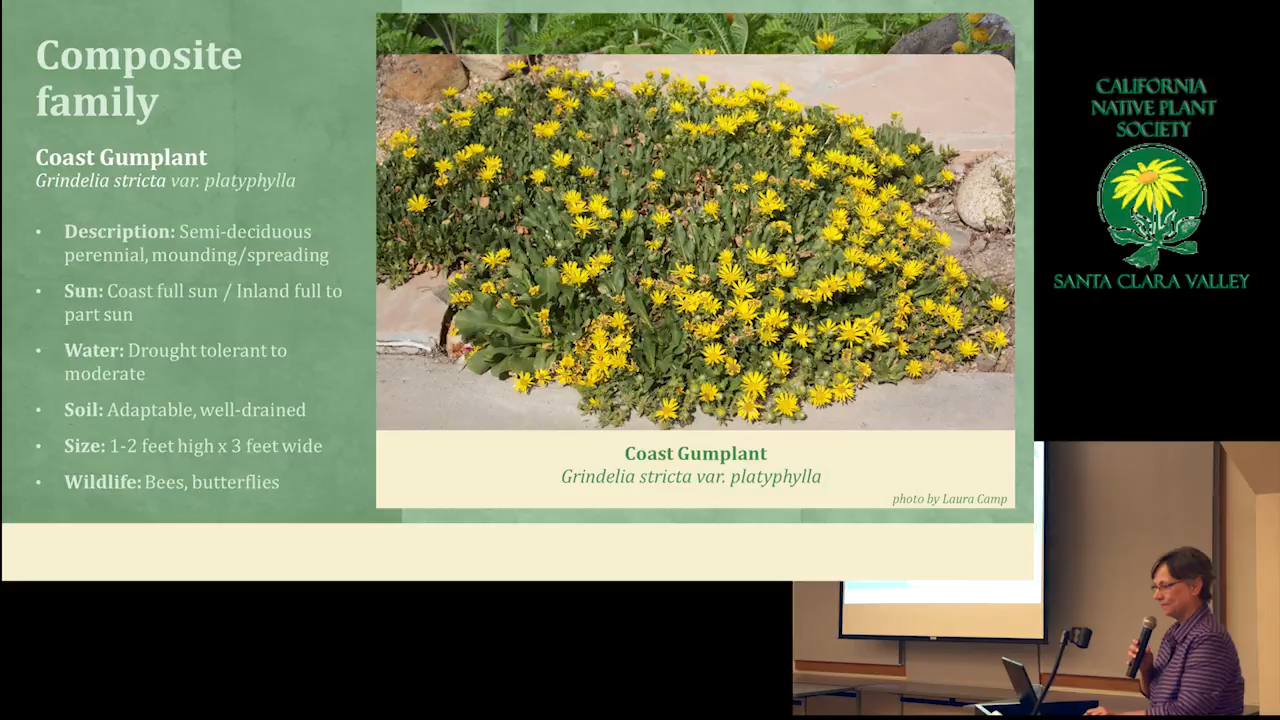 Composite
family
Coast Gumplant
Grindelia stricta var. platyphylla
• Description: Semi-deciduous
perennial, mounding/spreading
• Sun: Coast full sun / Inland full to
part sun
• Water: Drought tolerant to
moderate
• Soil: Adaptable, well-drained
• Size: 1-2 feet high x 3 feet wide
• Wildlife: Bees, butterflies
Coast Gumplant
Grindelia stricta var. platyphylla
photo by Laura Camp
CALIFORNIA
NATIVE PLANT
SOCIETY
SANTA CLARA VALLEY